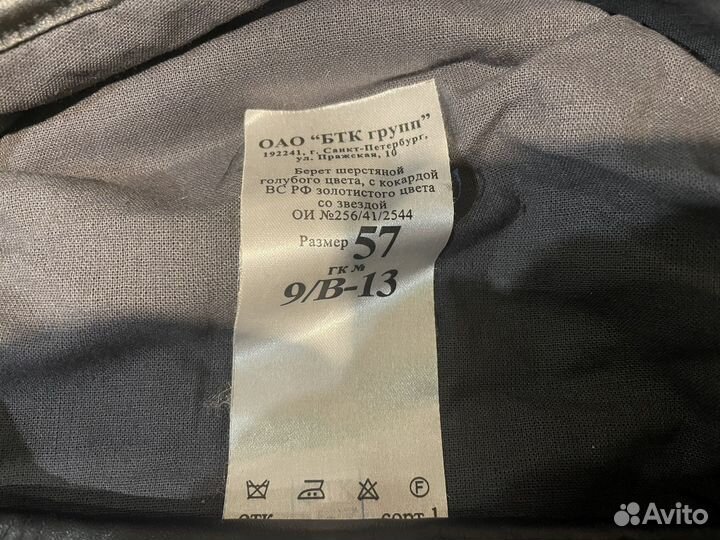 ОАО “БТК групп”
192241, г. Санкт-Петербург,
ул. Пражская, 10
Берет шерстяной
голубого цвета, с кокардой
ВС РФ золотистого цвета
со звездой
ОИ №256/41/2544
Размер 57
ГК №
9/В-13
F
ОТК сорт 1
Avito